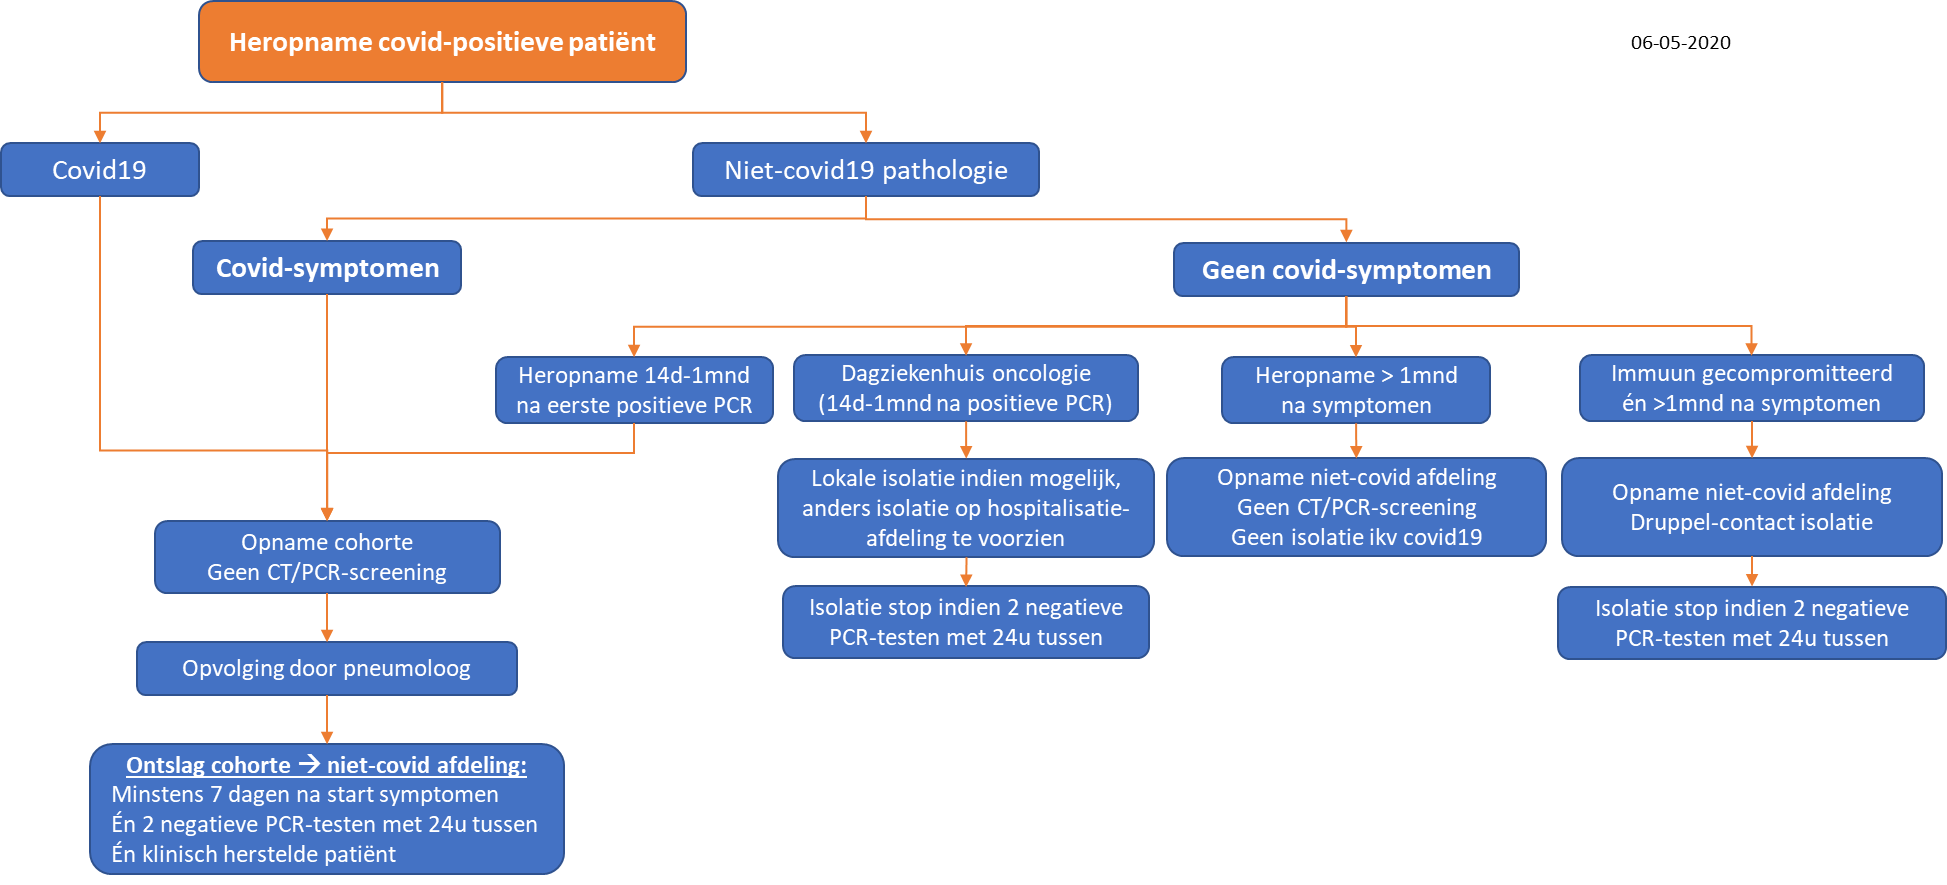 Heropname covid-positieve patiënt
06-05-2020
Covid19
Niet-covid19 pathologie
Covid-symptomen
Geen covid-symptomen
Heropname 14d-1mnd
na eerste positieve PCR
Dagziekenhuis oncologie
(14d-1mnd na positieve PCR)
Heropname > 1mnd
na symptomen
Immuun gecompromitteerd
én >1mnd na symptomen
Lokale isolatie indien mogelijk,
anders isolatie op hospitalisatie-
afdeling te voorzien
Opname niet-covid afdeling
Geen CT/PCR-screening
Geen isolatie ikv covid19
Opname niet-covid afdeling
Druppel-contact isolatie
Opname cohorte
Geen CT/PCR-screening
Isolatie stop indien 2 negatieve
PCR-testen met 24u tussen
Isolatie stop indien 2 negatieve
PCR-testen met 24u tussen
Opvolging door pneumoloog
Ontslag cohorte → niet-covid afdeling:
Minstens 7 dagen na start symptomen
Én 2 negatieve PCR-testen met 24u tussen
Én klinisch herstelde patiënt